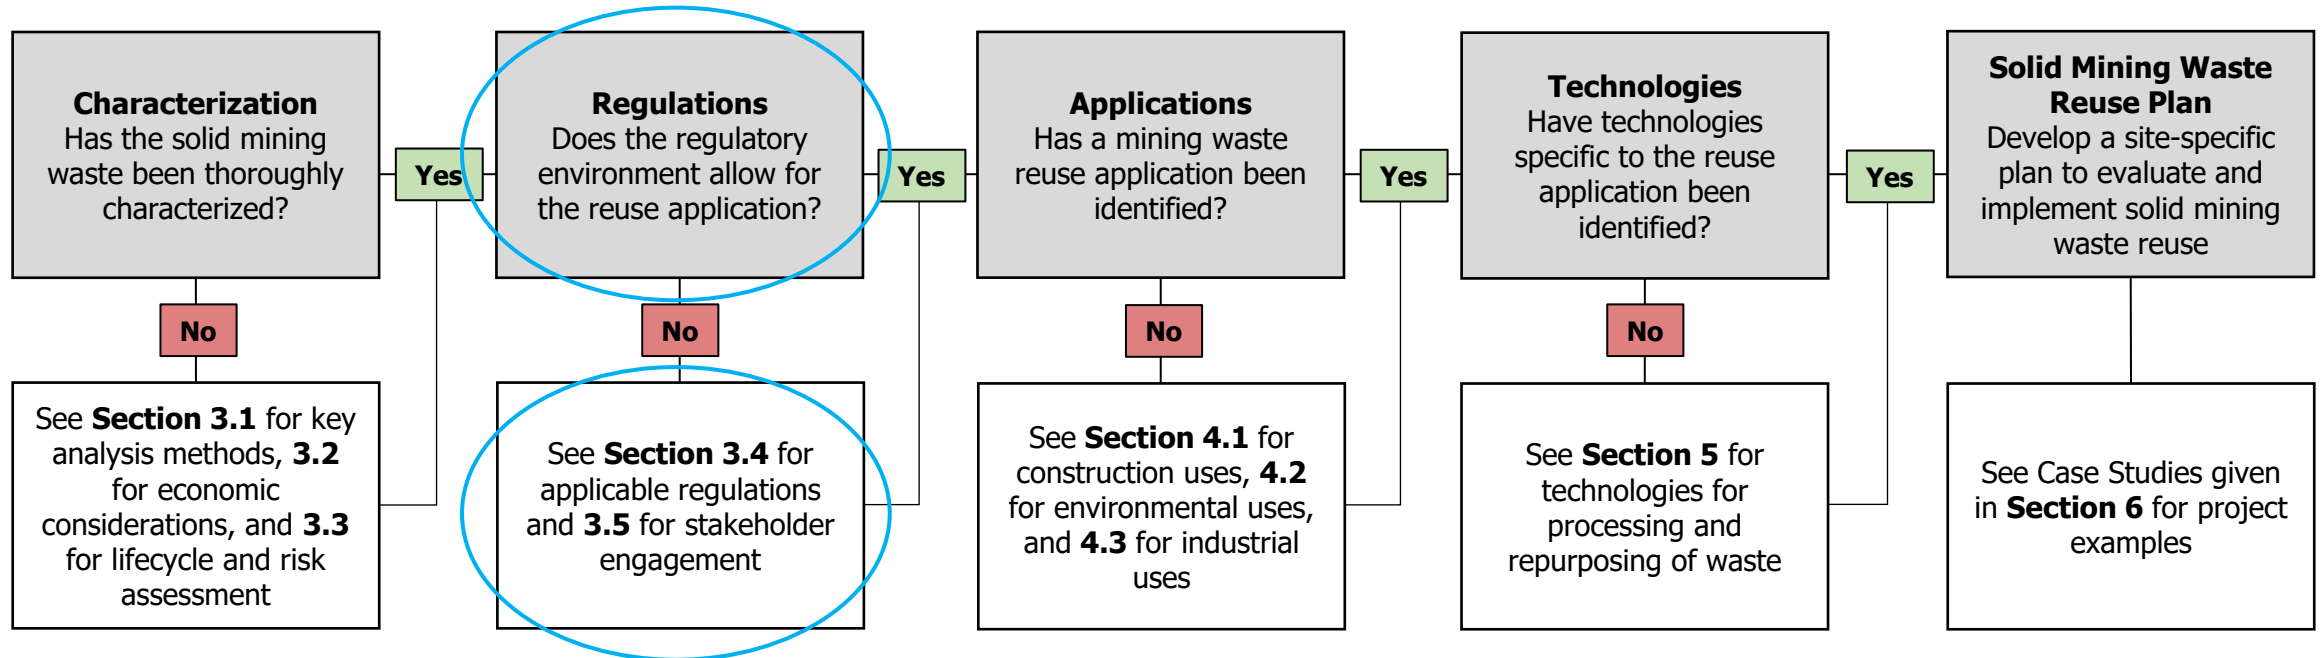 Characterization
Has the solid mining
waste been thoroughly
characterized?
Yes
Regulations
Does the regulatory
environment allow for
the reuse application?
Yes
Applications
Has a mining waste
reuse application been
identified?
Yes
Technologies
Have technologies
specific to the reuse
application been
identified?
Yes
Solid Mining Waste
Reuse Plan
Develop a site-specific
plan to evaluate and
implement solid mining
waste reuse
No
No
No
No
See Section 3.1 for key
analysis methods, 3.2
for economic
considerations, and 3.3
for lifecycle and risk
assessment
See Section 3.4 for
applicable regulations
and 3.5 for stakeholder
engagement
See Section 4.1 for
construction uses, 4.2
for environmental uses,
and 4.3 for industrial
uses
See Section 5 for
technologies for
processing and
repurposing of waste
See Case Studies given
in Section 6 for project
examples